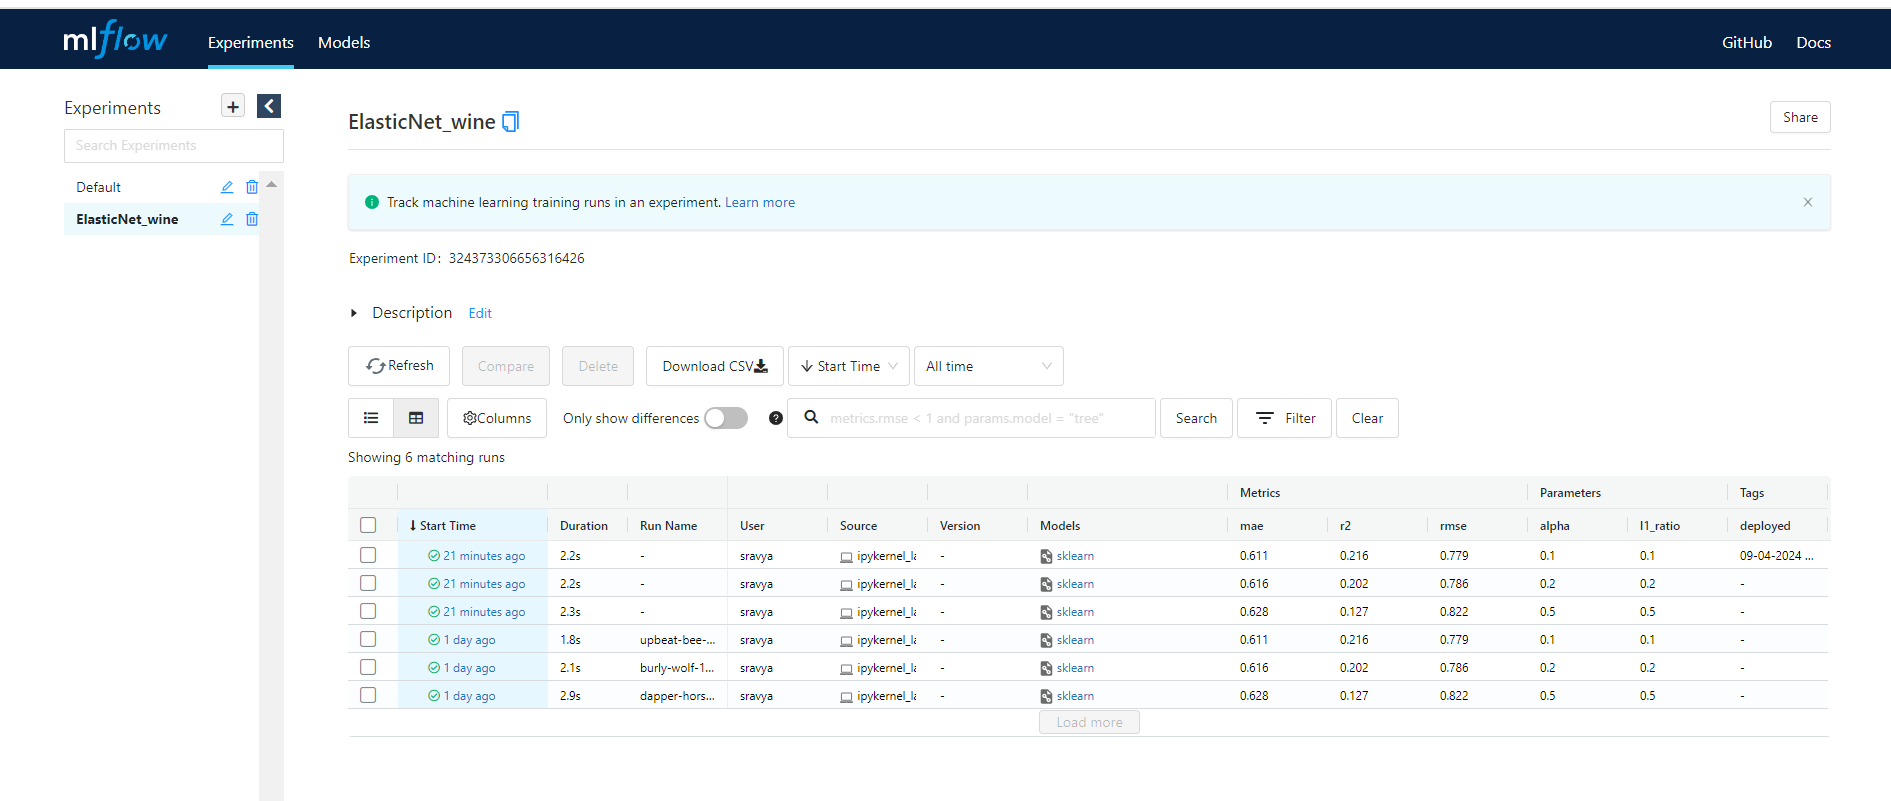 mlflow Experiments Models GitHub Docs
Experiments +
Search Experiments
Default
ElasticNet_wine
ElasticNet_wine Share
Track machine learning training runs in an experiment. Learn more
Experiment ID: 324373306656316426
Description Edit
Refresh Compare Delete Download CSV Start Time All time
Columns Only show differences ? metrics.rmse < 1 and params.model = "tree" Search Filter Clear
Showing 6 matching runs
Metrics Parameters Tags
Start Time Duration Run Name User Source Version Models mae r2 rmse alpha l1_ratio deployed
21 minutes ago 2.2s - sravya ipykernel_la - sklearn 0.611 0.216 0.779 0.1 0.1 09-04-2024 ...
21 minutes ago 2.2s - sravya ipykernel_la - sklearn 0.616 0.202 0.786 0.2 0.2 -
21 minutes ago 2.3s - sravya ipykernel_la - sklearn 0.628 0.127 0.822 0.5 0.5 -
1 day ago 1.8s upbeat-bee-... sravya ipykernel_la - sklearn 0.611 0.216 0.779 0.1 0.1 -
1 day ago 2.1s burly-wolf-1... sravya ipykernel_la - sklearn 0.616 0.202 0.786 0.2 0.2 -
1 day ago 2.9s dapper-hors... sravya ipykernel_la - sklearn 0.628 0.127 0.822 0.5 0.5 -
Load more